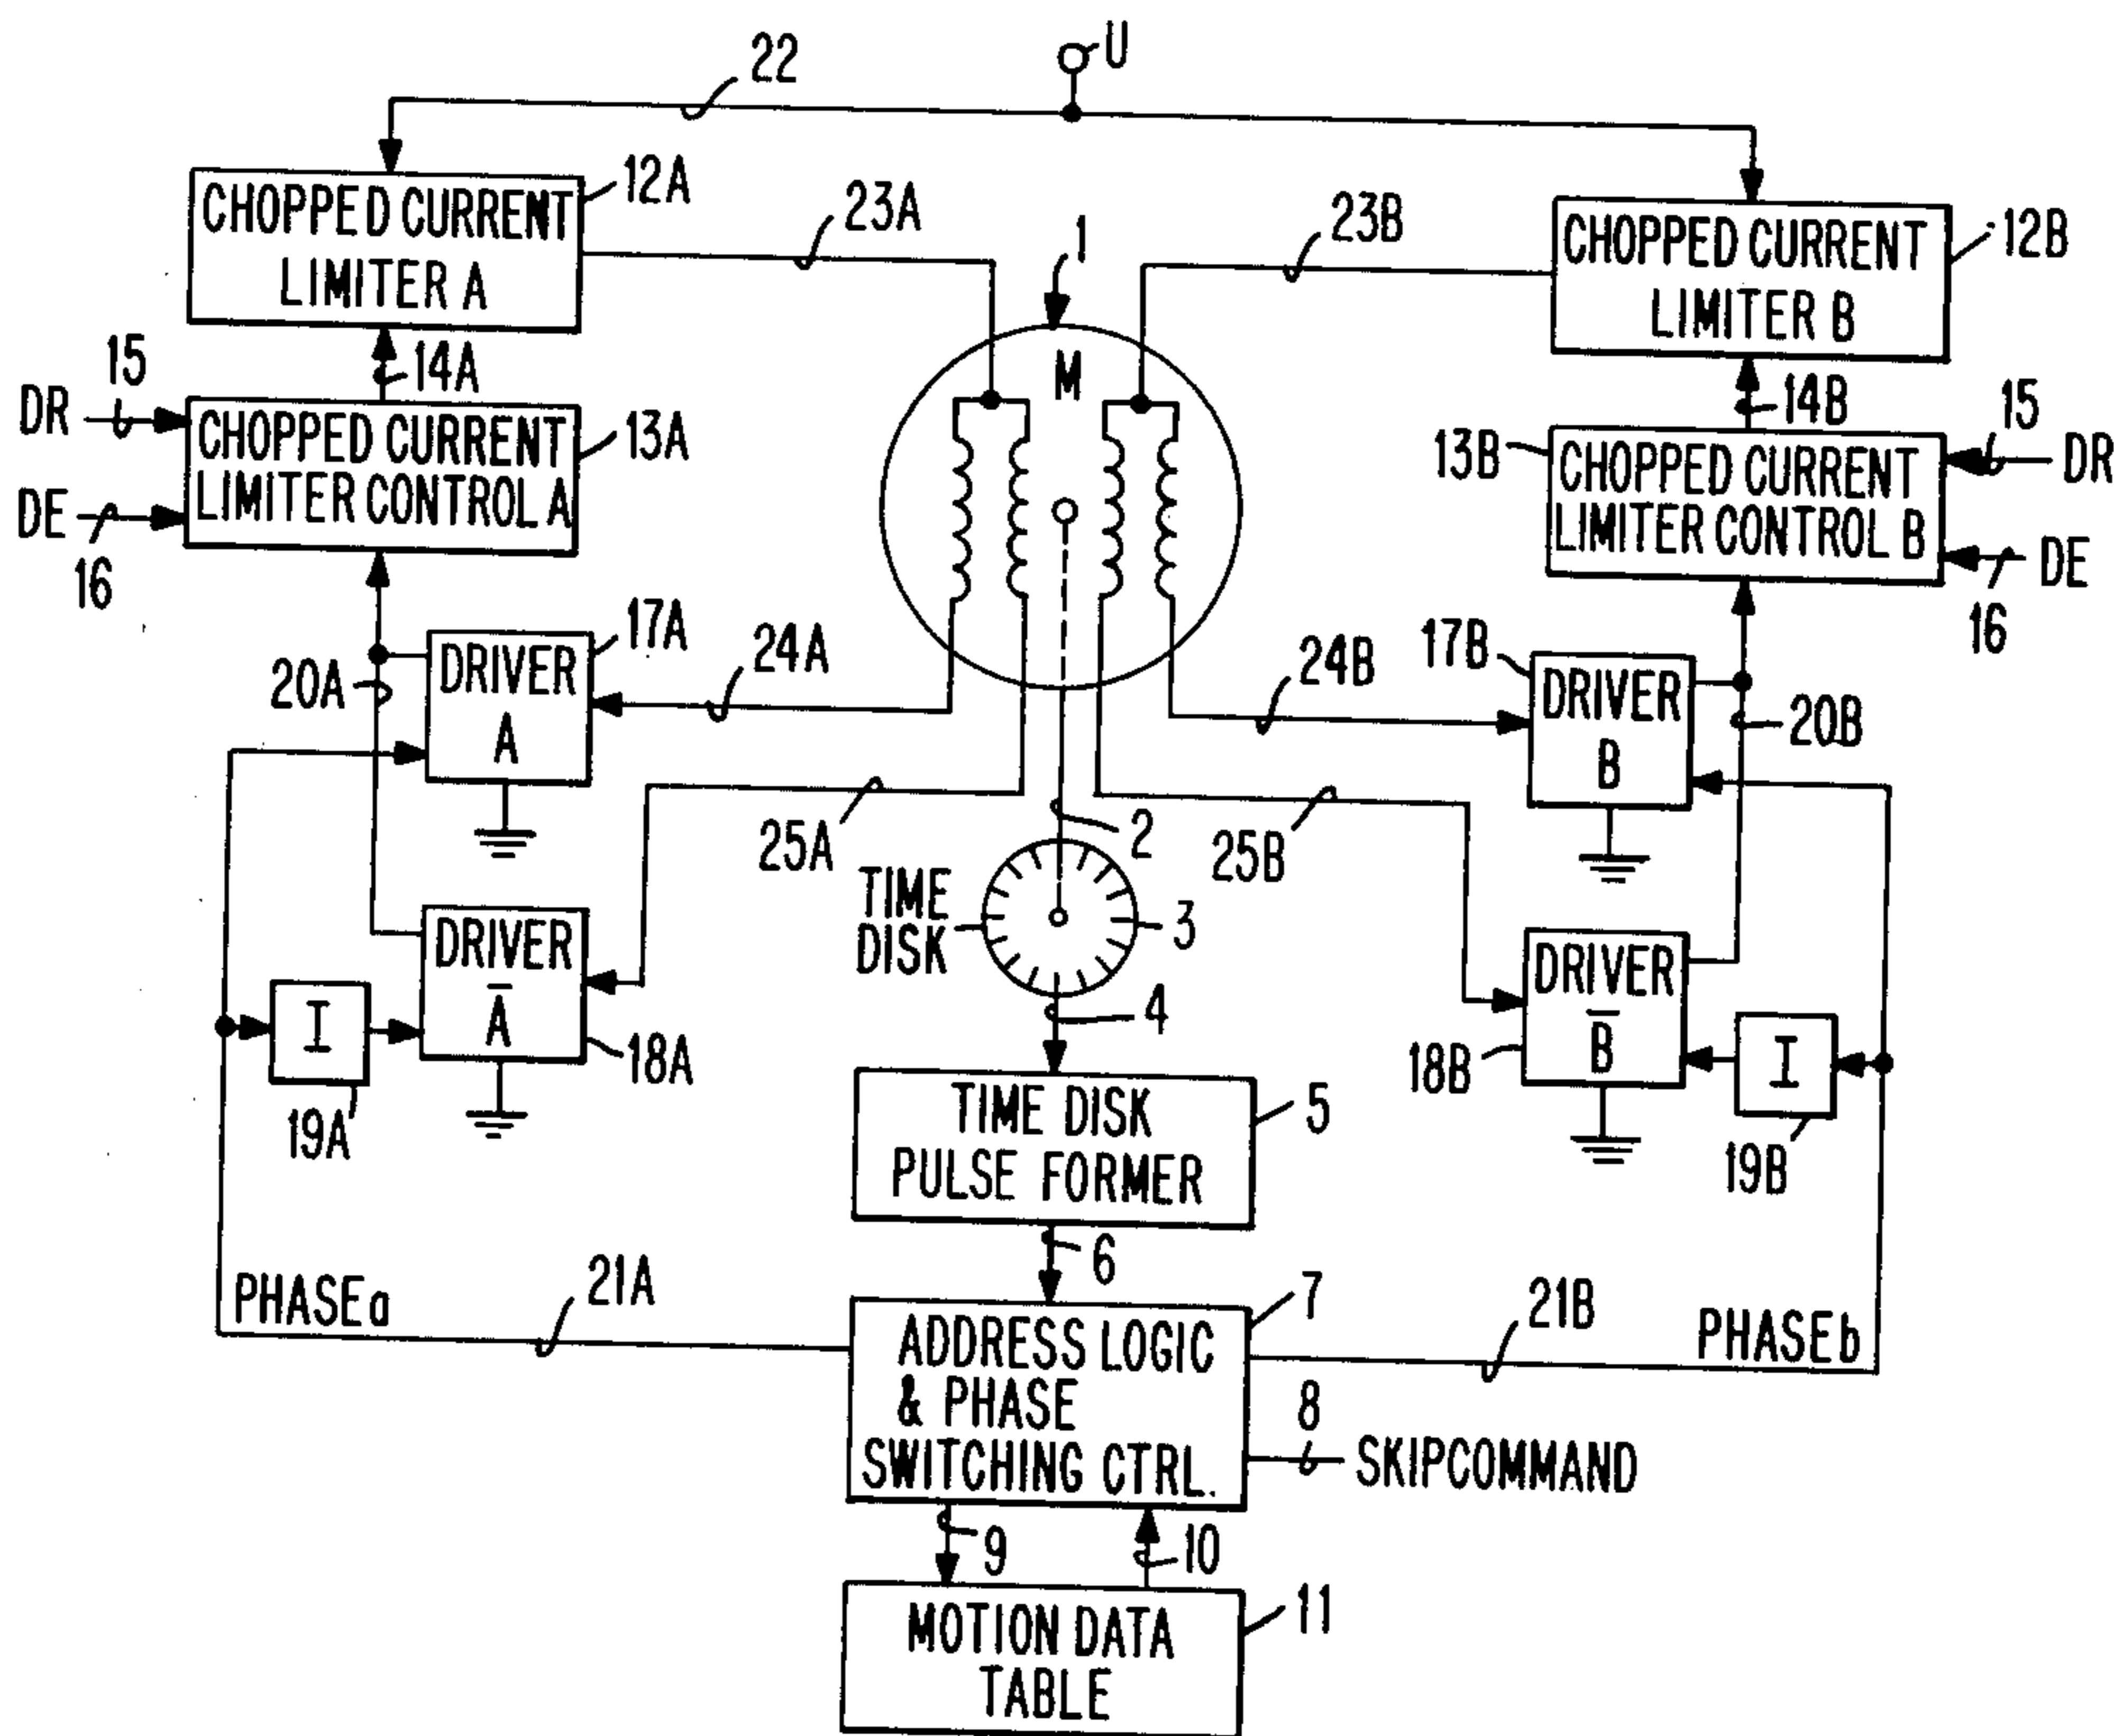 U
22
CHOPPED CURRENT
LIMITER A
12A
23A
1
23B
CHOPPED CURRENT
LIMITER B
12B
M
15
14A
DR
CHOPPED CURRENT
LIMITER CONTROL A
13A
DE
16
14B
15
13B
CHOPPED CURRENT
LIMITER CONTROL B
DR
DE
16
20A
DRIVER
A
17A
24A
24B
17B
DRIVER
B
20B
25A
2
25B
TIME
DISK
3
4
DRIVER
A̅
18A
I
19A
DRIVER
B̅
18B
I
19B
TIME DISK
PULSE FORMER
5
6
PHASE a
21A
ADDRESS LOGIC
& PHASE
SWITCHING CTRL.
7
21B
PHASE b
8
SKIPCOMMAND
9
10
MOTION DATA
TABLE
11